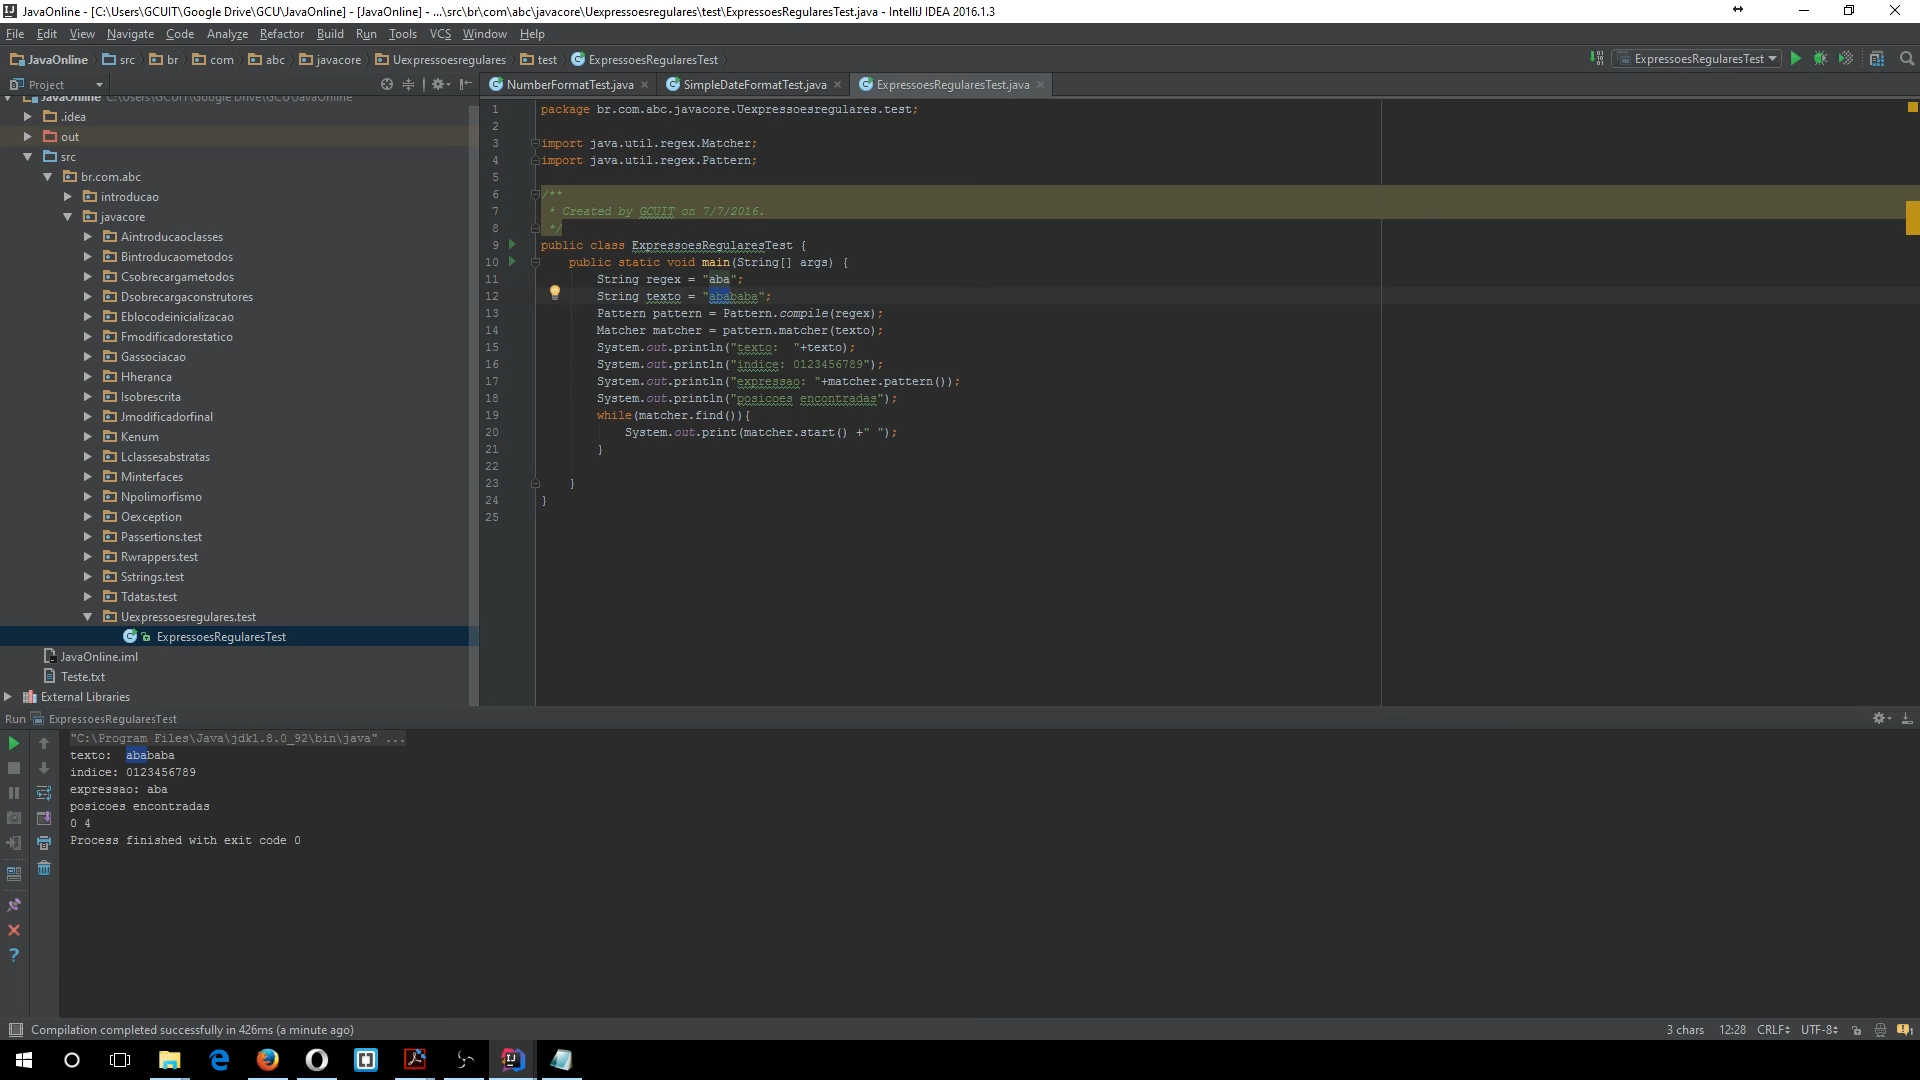 JavaOnline - [C:\Users\GCUIT\Google Drive\GCU\JavaOnline] - [JavaOnline] - ...\src\br\com\abc\javacore\Uexpressoesregulares\test\ExpressoesRegularesTest.java - IntelliJ IDEA 2016.1.3
File Edit View Navigate Code Analyze Refactor Build Run Tools VCS Window Help
JavaOnline src br com abc javacore Uexpressoesregulares test ExpressoesRegularesTest
ExpressoesRegularesTest
Project
NumberFormatTest.java SimpleDateFormatTest.java ExpressoesRegularesTest.java
JavaOnline C:\Users\GCUIT\Google Drive\GCU\JavaOnline
.idea
out
src
br.com.abc
introducao
javacore
Aintroducaoclasses
Bintroducaometodos
Csobrecargametodos
Dsobrecargaconstrutores
Eblocodeinicializacao
Fmodificadorestatico
Gassociacao
Hheranca
Isobrescrita
Jmodificadorfinal
Kenum
Lclassesabstratas
Minterfaces
Npolimorfismo
Oexception
Passertions.test
Rwrappers.test
Sstrings.test
Tdatas.test
Uexpressoesregulares.test
ExpressoesRegularesTest
JavaOnline.iml
Teste.txt
External Libraries
1 package br.com.abc.javacore.Uexpressoesregulares.test;
2
3 import java.util.regex.Matcher;
4 import java.util.regex.Pattern;
5
6 /**
7 * Created by GCUIT on 7/7/2016.
8 */
9 public class ExpressoesRegularesTest {
10 public static void main(String[] args) {
11 String regex = "aba";
12 String texto = "abababa";
13 Pattern pattern = Pattern.compile(regex);
14 Matcher matcher = pattern.matcher(texto);
15 System.out.println("texto:  "+texto);
16 System.out.println("indice: 0123456789");
17 System.out.println("expressao: "+matcher.pattern());
18 System.out.println("posicoes encontradas");
19 while(matcher.find()){
20 System.out.print(matcher.start() +" ");
21 }
22
23 }
24 }
25
Run ExpressoesRegularesTest
"C:\Program Files\Java\jdk1.8.0_92\bin\java" ...
texto:  abababa
indice: 0123456789
expressao: aba
posicoes encontradas
0 4
Process finished with exit code 0
Compilation completed successfully in 426ms (a minute ago)
3 chars 12:28 CRLF UTF-8